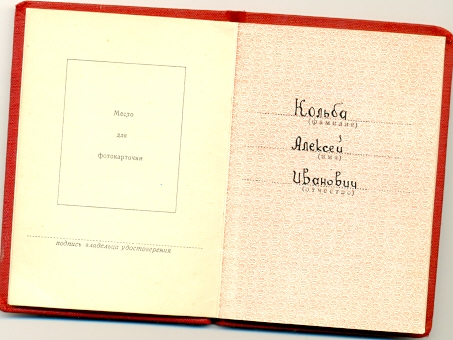 Место
для
фотокарточки
подпись владельца удостоверения
Кольба
(фамилия)
Алексей
(имя)
Иванович
(отчество)